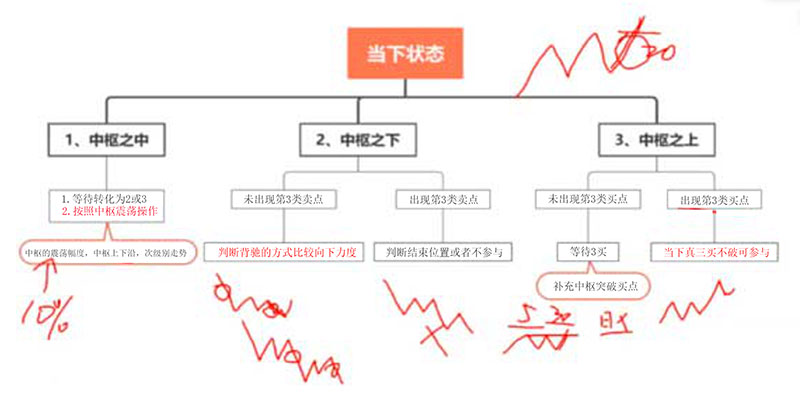 当下状态
1、中枢之中
2、中枢之下
3、中枢之上
1.等待转化为2或3
2.按照中枢震荡操作
未出现第3类卖点
出现第3类卖点
未出现第3类买点
出现第3类买点
中枢的震荡幅度，中枢上下沿，次级别走势
判断背驰的方式比较向下力度
判断结束位置或者不参与
等待3买
当下真三买不破可参与
补充中枢突破买点
10%
5 30